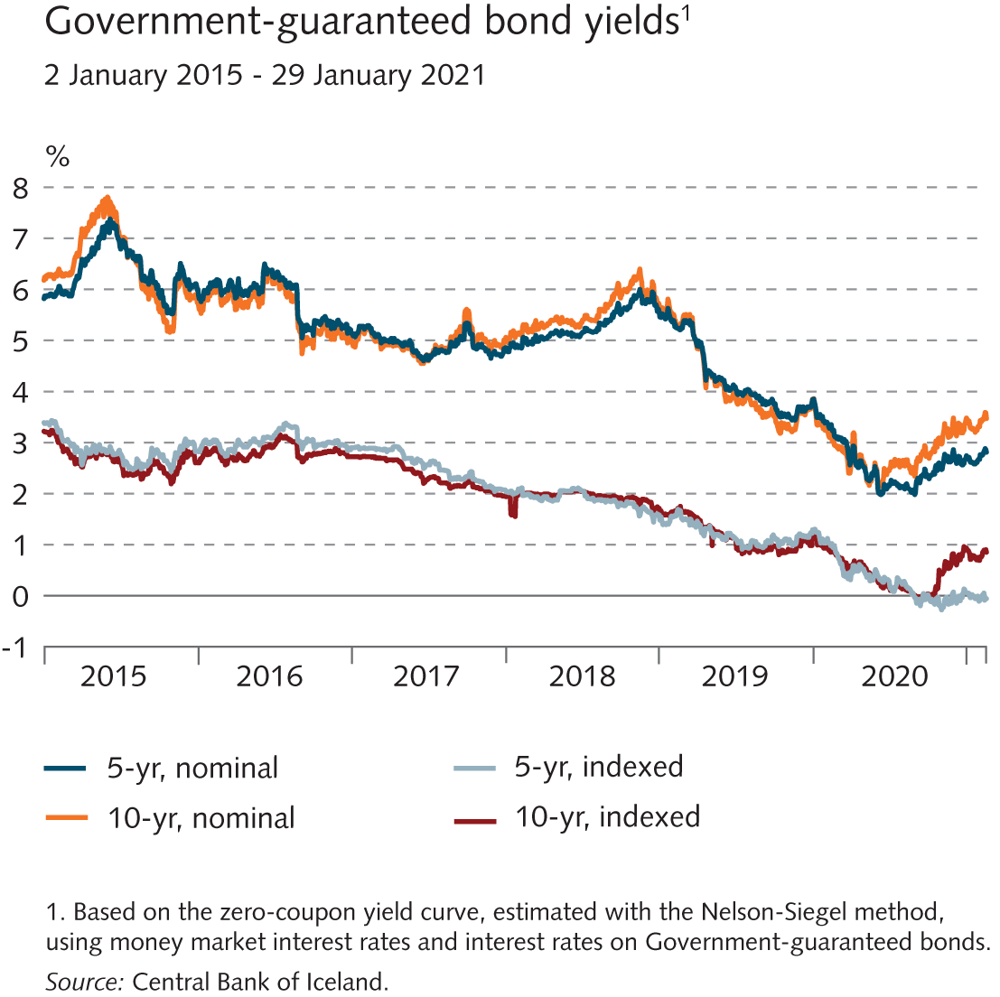 Government-guaranteed bond yields¹
2 January 2015 - 29 January 2021
%
8
7
6
5
4
3
2
1
0
-1
2015 2016 2017 2018 2019 2020
5-yr, nominal 5-yr, indexed
10-yr, nominal 10-yr, indexed
1. Based on the zero-coupon yield curve, estimated with the Nelson-Siegel method,
using money market interest rates and interest rates on Government-guaranteed bonds.
Source: Central Bank of Iceland.